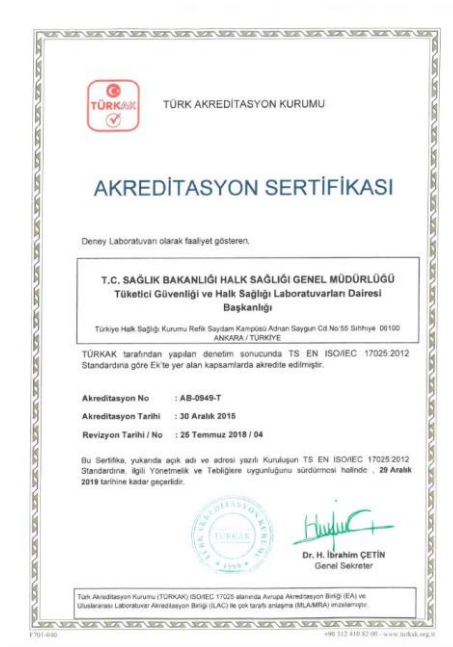 TÜRKAK
TÜRK AKREDİTASYON KURUMU
AKREDİTASYON SERTİFİKASI
Deney Laboratuvarı olarak faaliyet gösteren,
T.C. SAĞLIK BAKANLIĞI HALK SAĞLIĞI GENEL MÜDÜRLÜĞÜ
Tüketici Güvenliği ve Halk Sağlığı Laboratuvarları Dairesi
Başkanlığı
Türkiye Halk Sağlığı Kurumu Refik Saydam Kampüsü Adnan Saygun Cd.No:55 Sıhhıye 06100
ANKARA / TÜRKİYE
TÜRKAK tarafından yapılan denetim sonucunda TS EN ISO/IEC 17025:2012
Standardına göre Ek'te yer alan kapsamlarda akredite edilmiştir.
Akreditasyon No : AB-0949-T
Akreditasyon Tarihi : 30 Aralık 2015
Revizyon Tarihi / No : 25 Temmuz 2018 / 04
Bu Sertifika, yukarıda açık adı ve adresi yazılı Kuruluşun TS EN ISO/IEC 17025:2012
Standardına, ilgili Yönetmelik ve Tebliğlere uygunluğunu sürdürmesi halinde , 29 Aralık
2019 tarihine kadar geçerlidir.
TÜRK AKREDİTASYON KURUMU
TÜRKAK
1999
Dr. H. İbrahim ÇETİN
Genel Sekreter
Türk Akreditasyon Kurumu (TÜRKAK) ISO/IEC 17025 alanında Avrupa Akreditasyon Birliği (EA) ve
Uluslararası Laboratuvar Akreditasyon Birliği (ILAC) ile çok taraflı anlaşma (MLA/MRA) imzalamıştır.
F701-040
+90 312 410 82 00 - www.turkak.org.tr